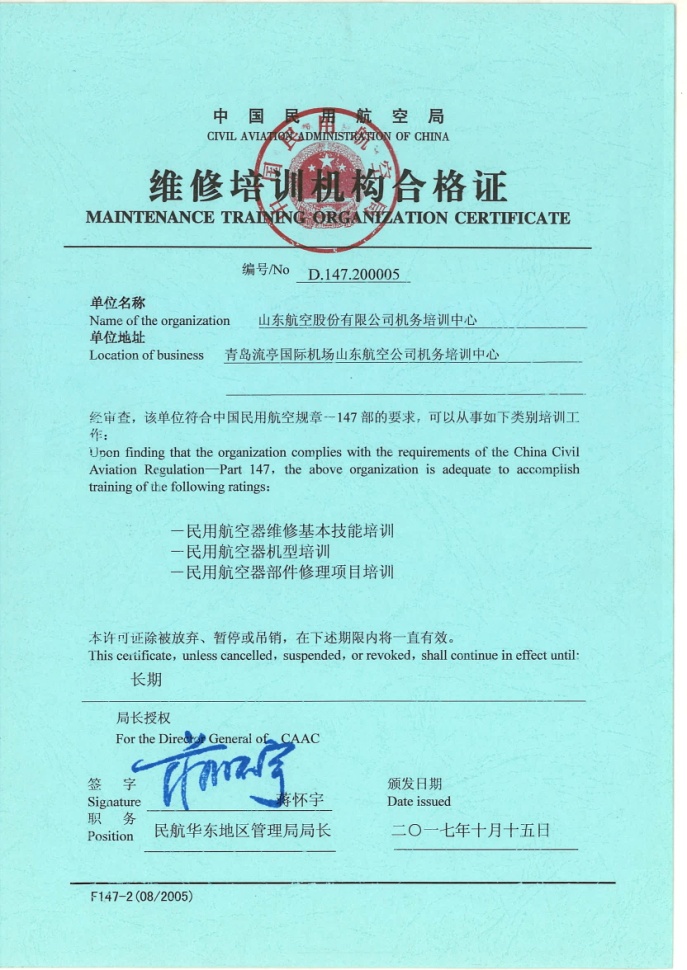 中国民用航空局
CIVIL AVIATION ADMINISTRATION OF CHINA
维修培训机构合格证
MAINTENANCE TRAINING ORGANIZATION CERTIFICATE
编号/No D.147.200005
单位名称
Name of the organization 山东航空股份有限公司机务培训中心
单位地址
Location of business 青岛流亭国际机场山东航空公司机务培训中心
经审查，该单位符合中国民用航空规章－147 部的要求，可以从事如下类别培训工
作：
Upon finding that the organization complies with the requirements of the China Civil
Aviation Regulation—Part 147，the above organization is adequate to accomplish
training of the following ratings：
－民用航空器维修基本技能培训
－民用航空器机型培训
－民用航空器部件修理项目培训
本许可证除被放弃、暂停或吊销，在下述期限内将一直有效。
This certificate，unless cancelled，suspended，or revoked，shall continue in effect until:
长期
局长授权
For the Director General of CAAC
签 字
Signature 蒋怀宇
职 务
Position 民航华东地区管理局局长
颁发日期
Date issued
二〇一七年十月十五日
F147-2(08/2005)
中国民用航空局